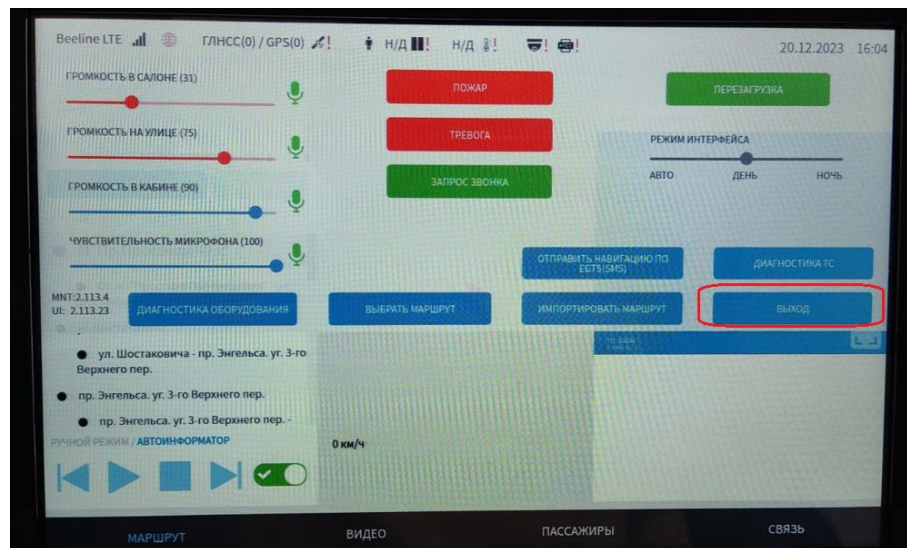 Beeline LTE ГЛНСС(0) / GPS(0) ! Н/Д ! Н/Д ! ! ! 20.12.2023 16:04
ГРОМКОСТЬ В САЛОНЕ (31)
ПОЖАР
ПЕРЕЗАГРУЗКА
ГРОМКОСТЬ НА УЛИЦЕ (75)
ТРЕВОГА
РЕЖИМ ИНТЕРФЕЙСА
АВТО ДЕНЬ НОЧЬ
ГРОМКОСТЬ В КАБИНЕ (90)
ЗАПРОС ЗВОНКА
ЧУВСТВИТЕЛЬНОСТЬ МИКРОФОНА (100)
ОТПРАВИТЬ НАВИГАЦИЮ ПО
EGTS(SMS)
ДИАГНОСТИКА ТС
MNT:2.113.4
UI: 2.113.23
ДИАГНОСТИКА ОБОРУДОВАНИЯ
ВЫБРАТЬ МАРШРУТ
ИМПОРТИРОВАТЬ МАРШРУТ
ВЫХОД
ул. Шостаковича - пр. Энгельса. уг. 3-го
Верхнего пер.
пр. Энгельса. уг. 3-го Верхнего пер.
пр. Энгельса. уг. 3-го Верхнего пер. -
РУЧНОЙ РЕЖИМ / АВТОИНФОРМАТОР
0 км/ч
МАРШРУТ ВИДЕО ПАССАЖИРЫ СВЯЗЬ